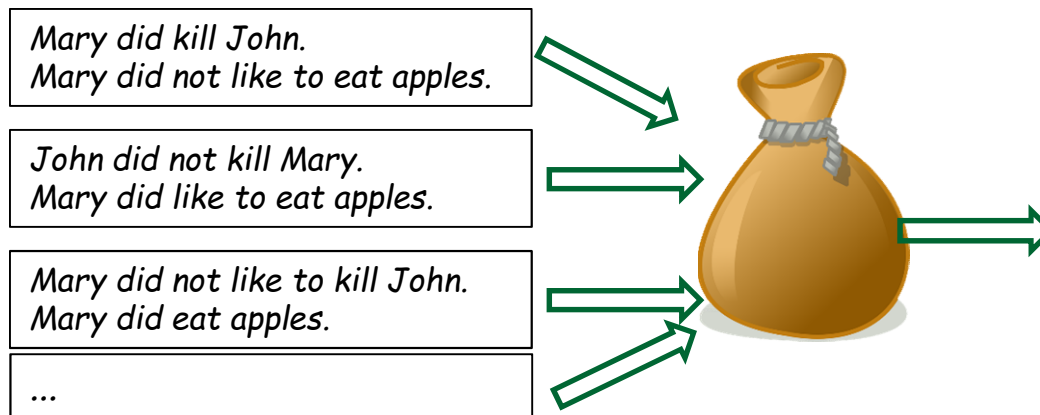 Mary did kill John.
Mary did not like to eat apples.
John did not kill Mary.
Mary did like to eat apples.
Mary did not like to kill John.
Mary did eat apples.
...